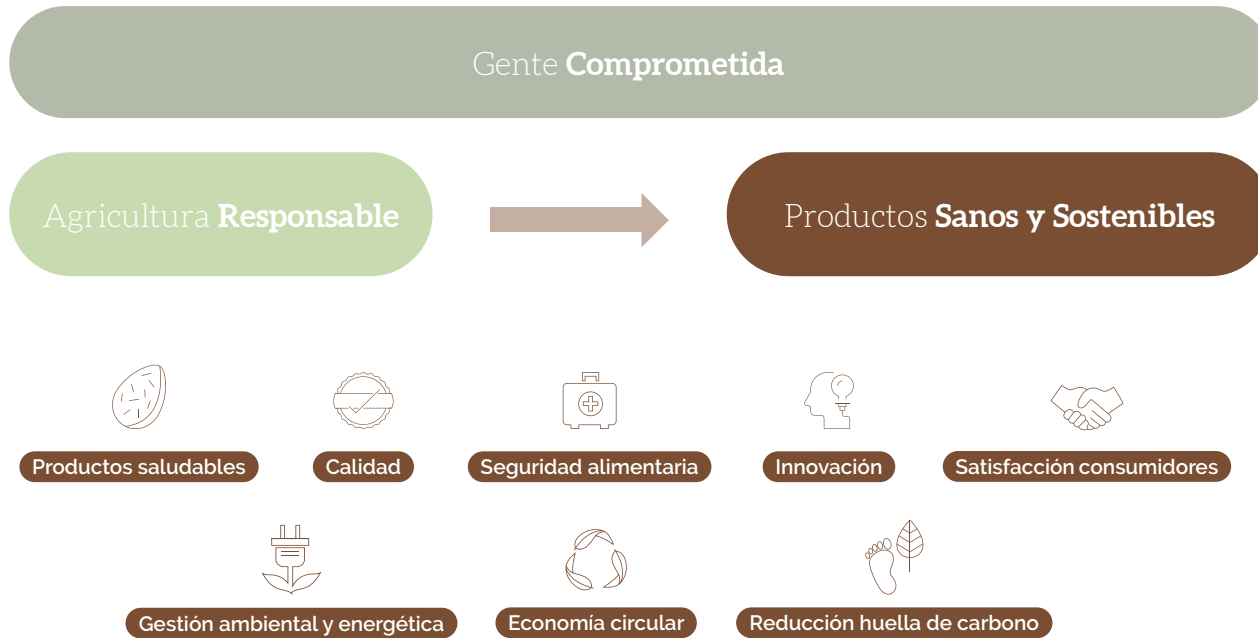 Gente Comprometida
Agricultura Responsable
Productos Sanos y Sostenibles
Productos saludables
Calidad
Seguridad alimentaria
Innovación
Satisfacción consumidores
Gestión ambiental y energética
Economía circular
Reducción huella de carbono